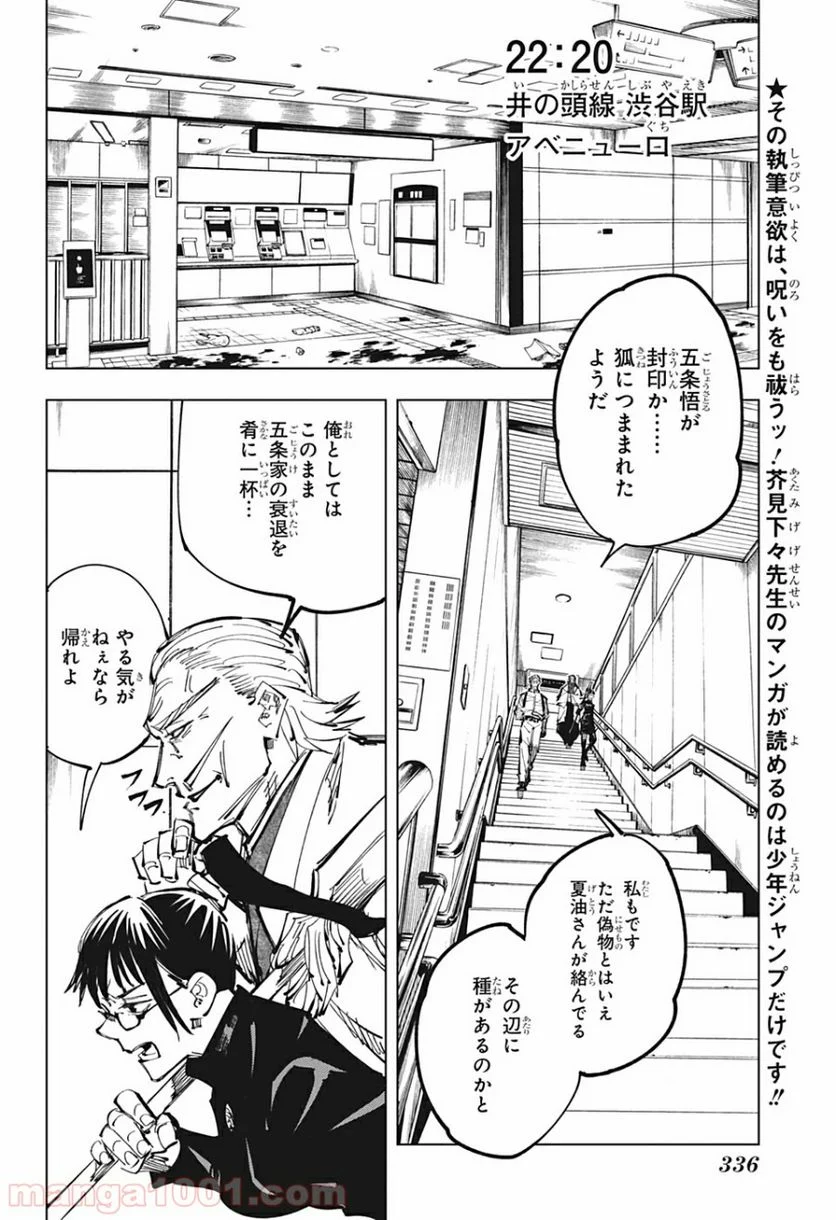 ★その執筆意欲は、呪いをも祓うッ!芥見下々先生のマンガが読めるのは少年ジャンプだけです!!
22:20
井の頭線 渋谷駅
アベニュー口
五条悟が
封印か……
狐につままれた
ようだ
私もです
ただ偽物とはいえ
夏油さんが絡んでる
その辺に
種があるのかと
俺としては
このまま
五条家の衰退を
肴に一杯…
やる気が
ねぇなら
帰れよ
336
manga1001.com